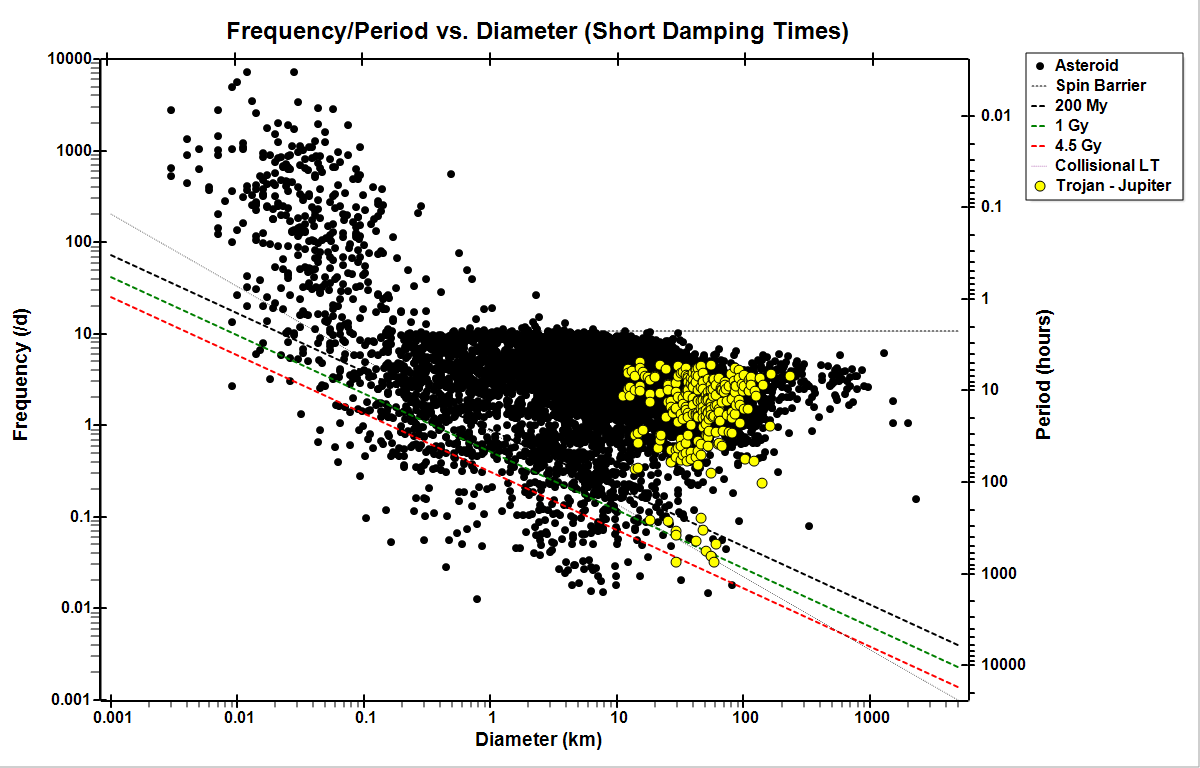 Frequency/Period vs. Diameter (Short Damping Times)
10000
1000
100
10
1
0.1
0.01
0.001
Frequency (/d)
0.001
0.01
0.1
1
10
100
1000
Diameter (km)
0.01
0.1
1
10
100
1000
10000
Period (hours)
Asteroid
Spin Barrier
200 My
1 Gy
4.5 Gy
Collisional LT
Trojan - Jupiter